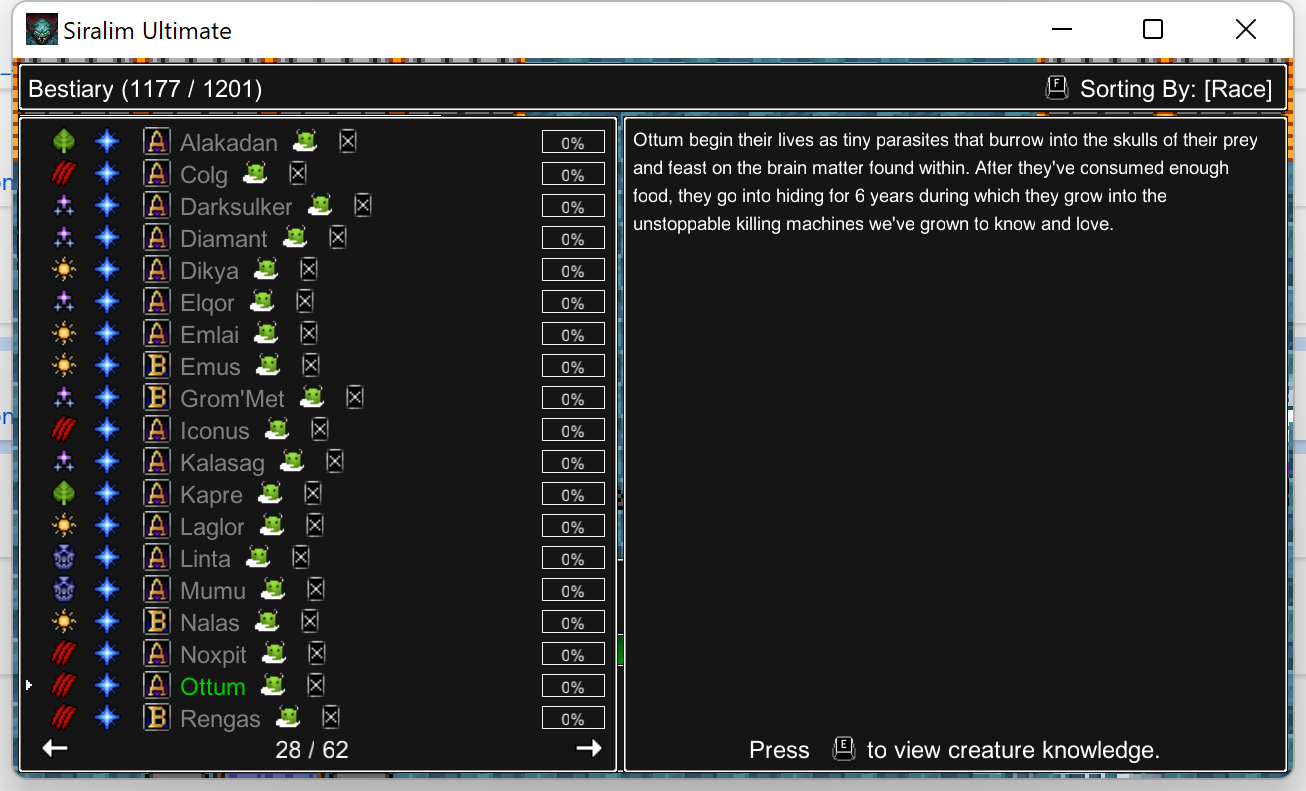 Siralim Ultimate
Bestiary (1177 / 1201)
F Sorting By: [Race]
A Alakadan 0%
A Colg 0%
A Darksulker 0%
A Diamant 0%
A Dikya 0%
A Elqor 0%
A Emlai 0%
B Emus 0%
B Grom'Met 0%
A Iconus 0%
A Kalasag 0%
A Kapre 0%
A Laglor 0%
A Linta 0%
A Mumu 0%
B Nalas 0%
A Noxpit 0%
A Ottum 0%
B Rengas 0%
28 / 62
Ottum begin their lives as tiny parasites that burrow into the skulls of their prey
and feast on the brain matter found within. After they've consumed enough
food, they go into hiding for 6 years during which they grow into the
unstoppable killing machines we've grown to know and love.
Press E to view creature knowledge.